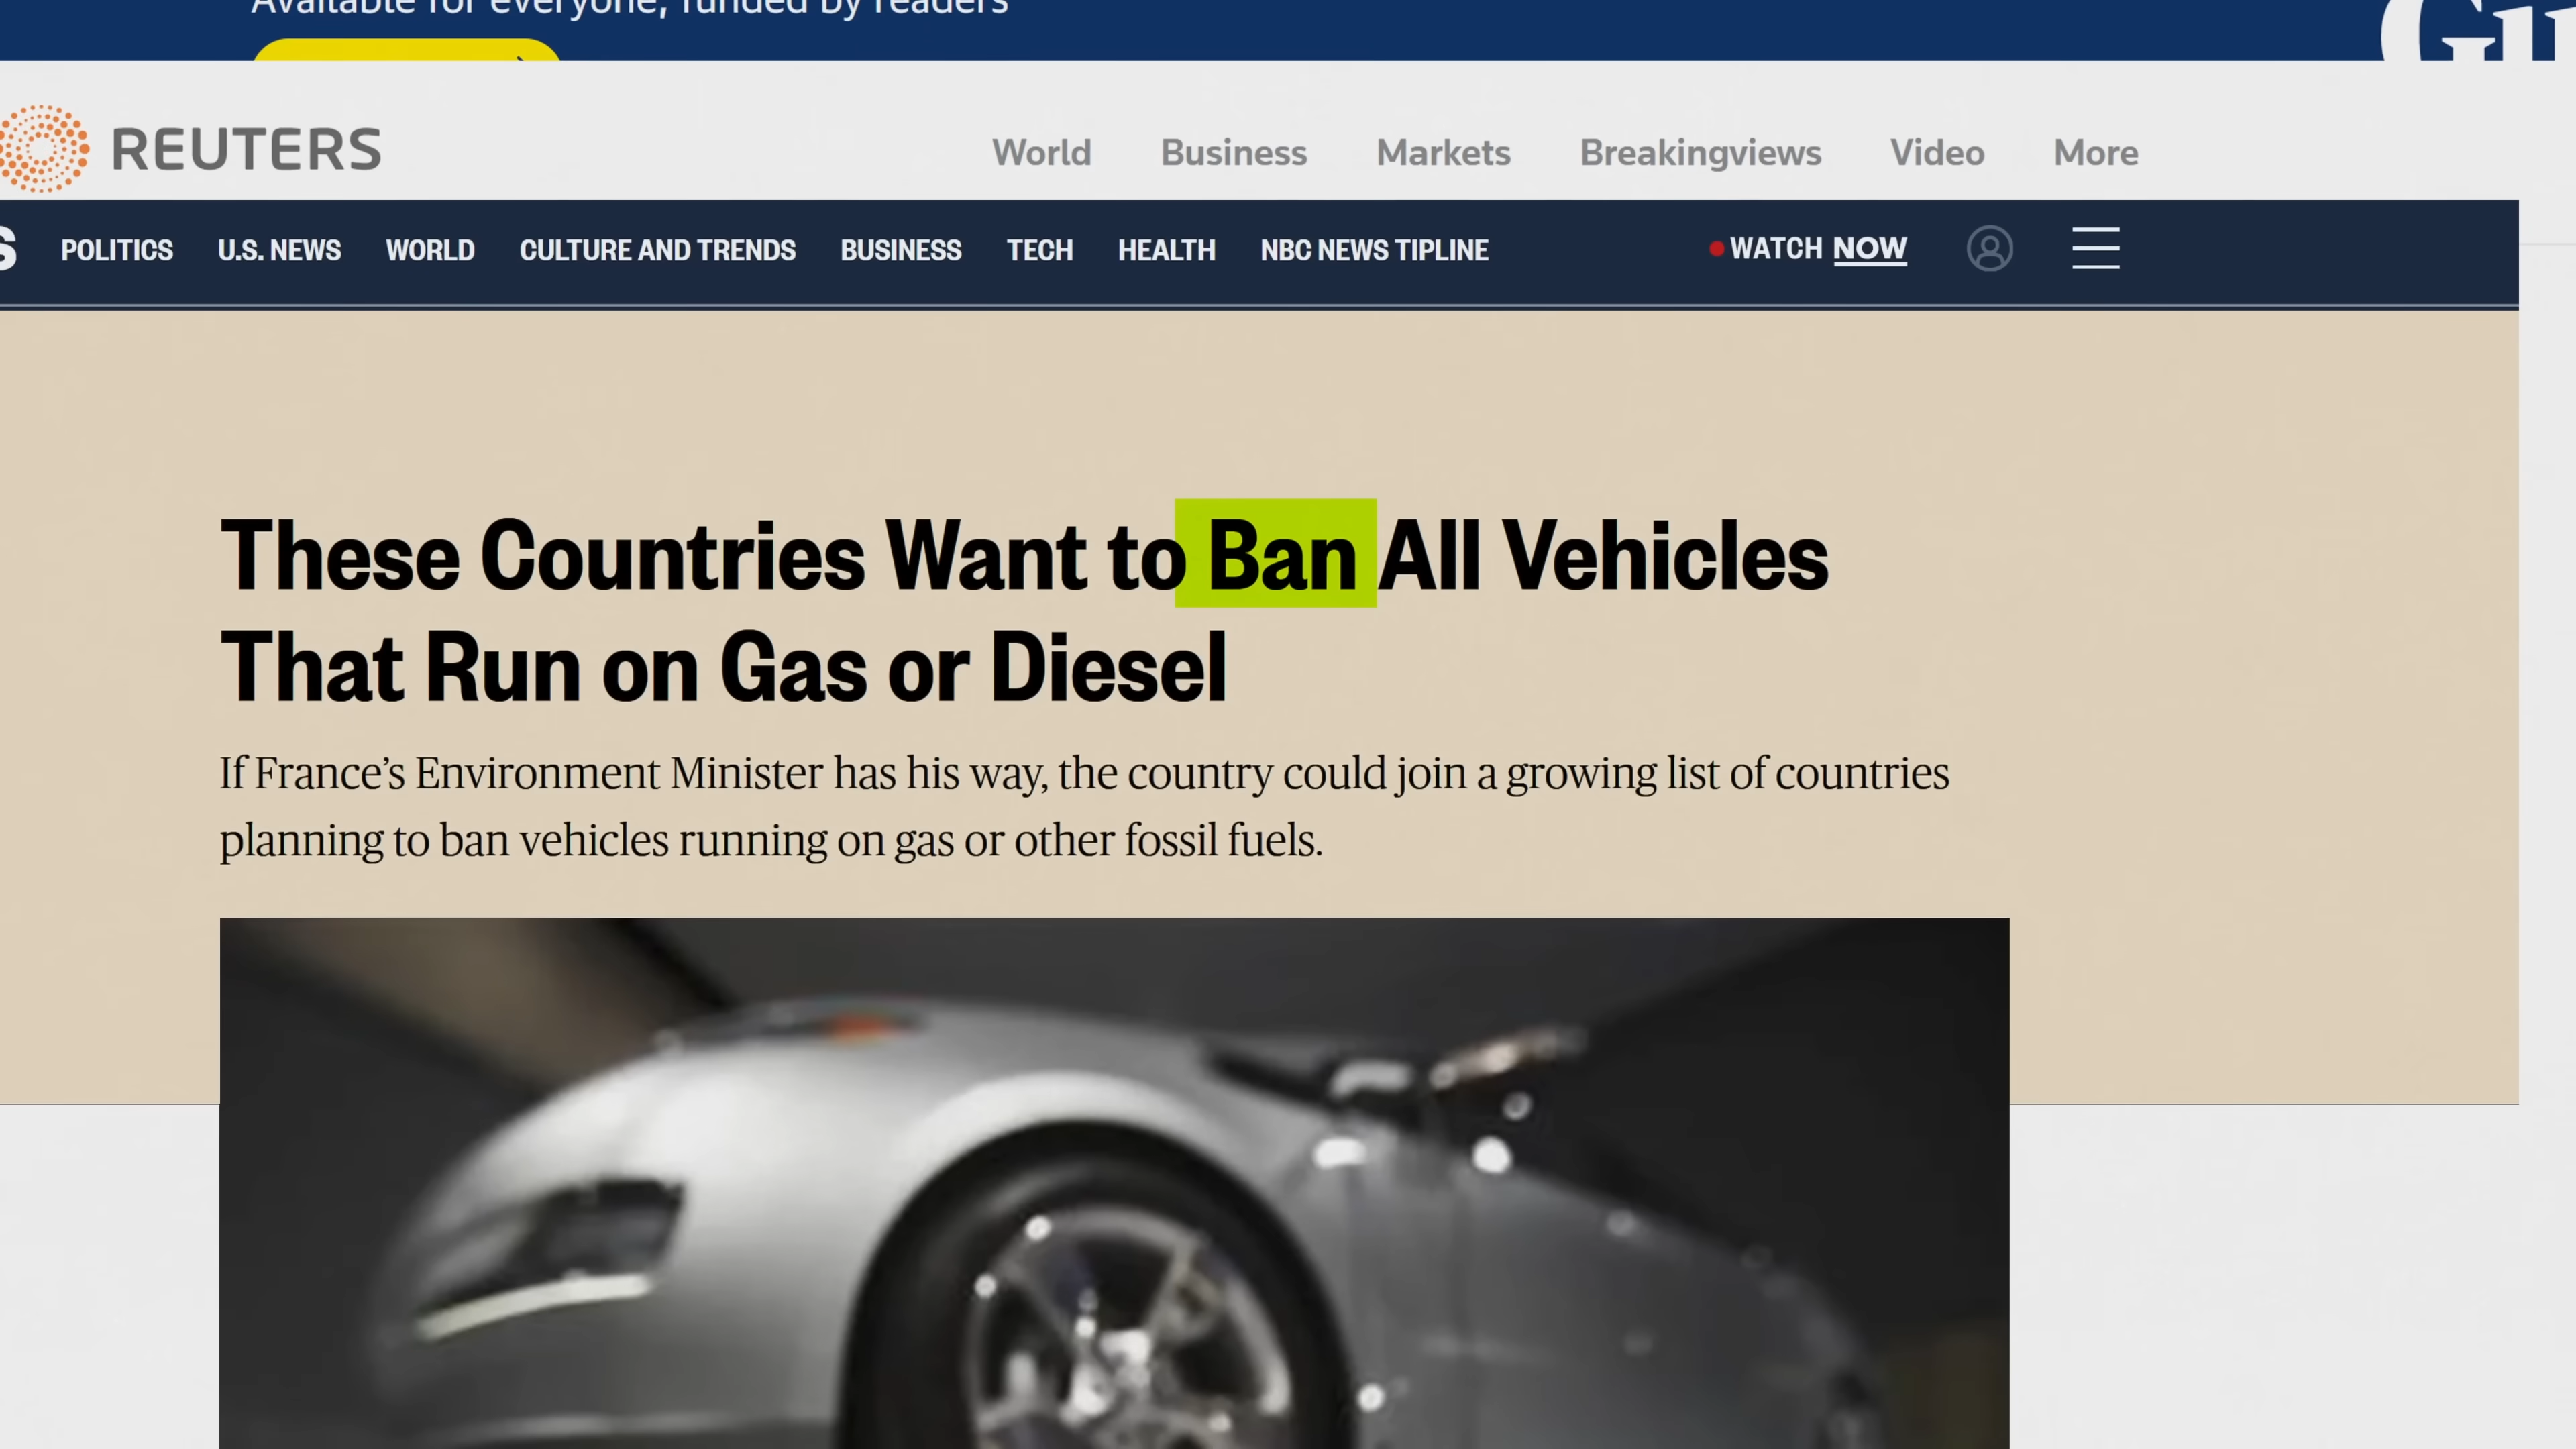 Available for everyone, funded by readers
REUTERS
World Business Markets Breakingviews Video More
POLITICS U.S. NEWS WORLD CULTURE AND TRENDS BUSINESS TECH HEALTH NBC NEWS TIPLINE WATCH NOW
These Countries Want to Ban All Vehicles
That Run on Gas or Diesel
If France’s Environment Minister has his way, the country could join a growing list of countries
planning to ban vehicles running on gas or other fossil fuels.